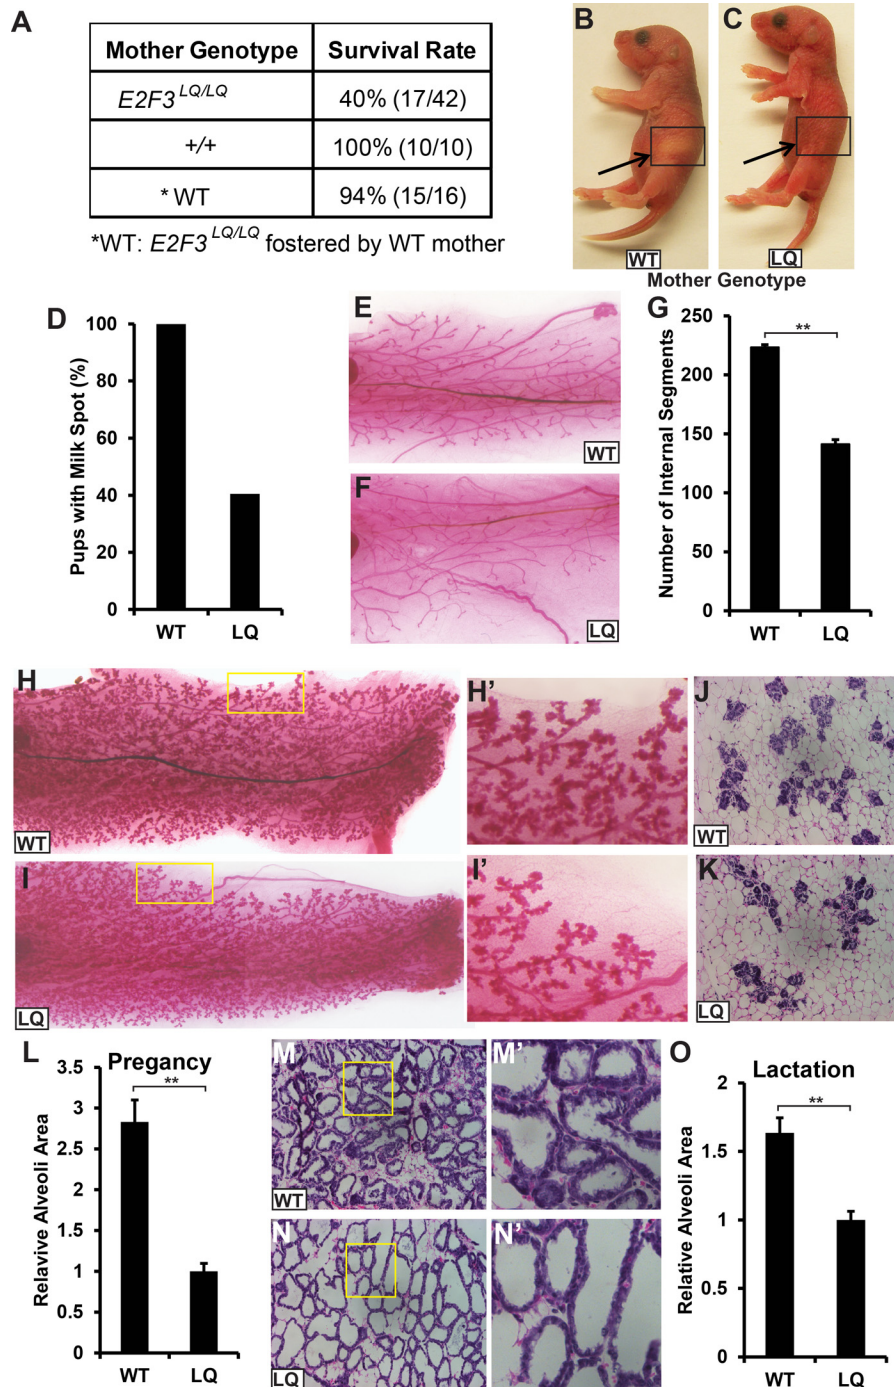 A
Mother Genotype Survival Rate
E2F3 LQ/LQ 40% (17/42)
+/+ 100% (10/10)
* WT 94% (15/16)
*WT: E2F3 LQ/LQ fostered by WT mother
B
C
WT
LQ
Mother Genotype
D
Pups with Milk Spot (%)
100
80
60
40
20
0
WT LQ
E
WT
F
LQ
G
Number of Internal Segments
250
200
150
100
50
0
**
WT LQ
H
WT
H'
J
WT
I
LQ
I'
K
LQ
L
Pregancy
Relavive Alveoli Area
3.5
3
2.5
2
1.5
1
0.5
0
**
WT LQ
M
WT
M'
N
LQ
N'
O
Lactation
Relative Alveoli Area
2
1.5
1
0.5
0
**
WT LQ